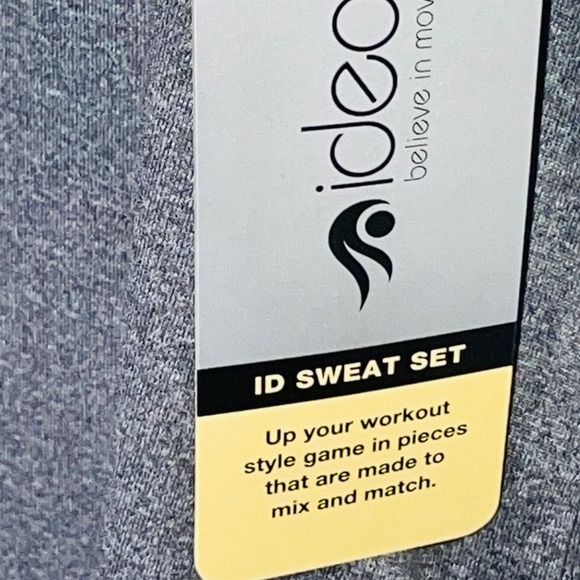 ideo
believe in mov
ID SWEAT SET
Up your workout
style game in pieces
that are made to
mix and match.